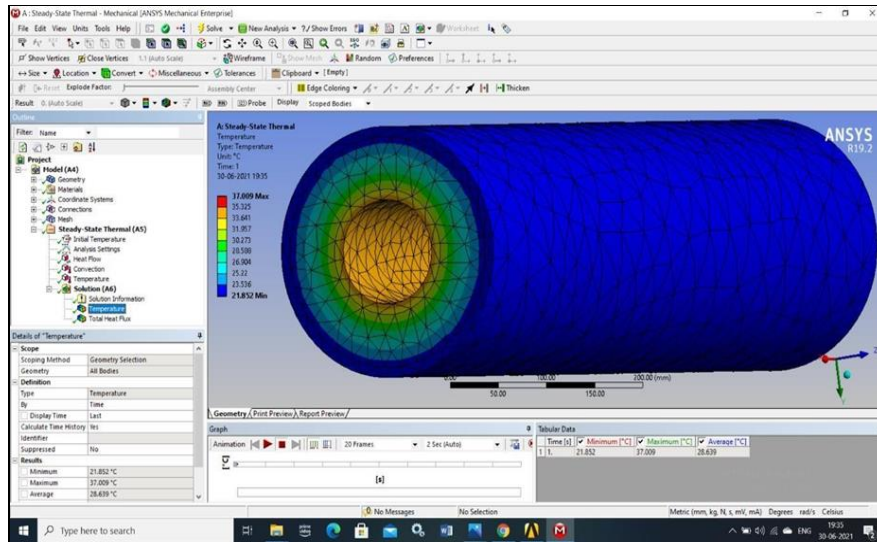 A : Steady-State Thermal - Mechanical [ANSYS Mechanical Enterprise]
File Edit View Units Tools Help Solve New Analysis ?/ Show Errors Worksheet
Show Vertices Close Vertices 1.1 (Auto Scale) Wireframe Show Mesh Random Preferences
Size Location Convert Miscellaneous Tolerances Clipboard [Empty]
Reset Explode Factor: Assembly Center Edge Coloring Thicken
Result 0. (Auto Scale) Probe Display Scoped Bodies
Outline
Filter: Name
Project
Model (A4)
Geometry
Materials
Coordinate Systems
Connections
Mesh
Steady-State Thermal (A5)
Initial Temperature
Analysis Settings
Heat Flow
Convection
Temperature
Solution (A6)
Solution Information
Temperature
Total Heat Flux
A: Steady-State Thermal
Temperature
Type: Temperature
Unit: °C
Time: 1
30-06-2021 19:35
37.009 Max
35.325
33.641
31.957
30.273
28.588
26.904
25.22
23.536
21.852 Min
ANSYS
R19.2
0.00 100.00 200.00 (mm)
50.00 150.00
Z
Y
Details of "Temperature"
Scope
Scoping Method Geometry Selection
Geometry All Bodies
Definition
Type Temperature
By Time
Display Time Last
Calculate Time History Yes
Identifier
Suppressed No
Results
Minimum 21.852 °C
Maximum 37.009 °C
Average 28.639 °C
Geometry Print Preview Report Preview
Graph
Animation 20 Frames 2 Sec (Auto)
[s]
Tabular Data
Time [s] Minimum [°C] Maximum [°C] Average [°C]
1 1. 21.852 37.009 28.639
No Messages No Selection Metric (mm, kg, N, s, mV, mA) Degrees rad/s Celsius
Type here to search
ENG
19:35
30-06-2021